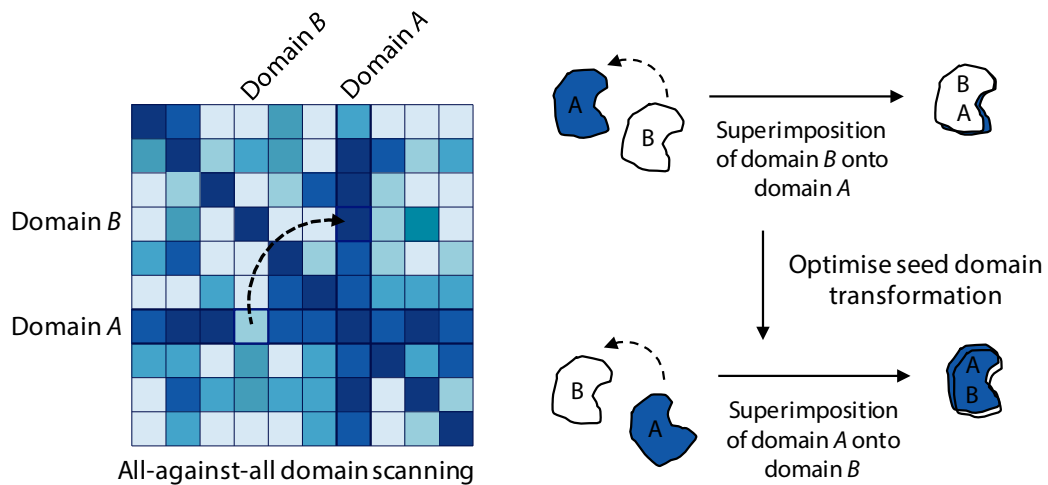 Domain B
Domain A
Domain B
Domain A
All-against-all domain scanning
A
B
Superimposition
of domain B onto
domain A
B
A
Optimise seed domain
transformation
B
A
Superimposition
of domain A onto
domain B
A
B